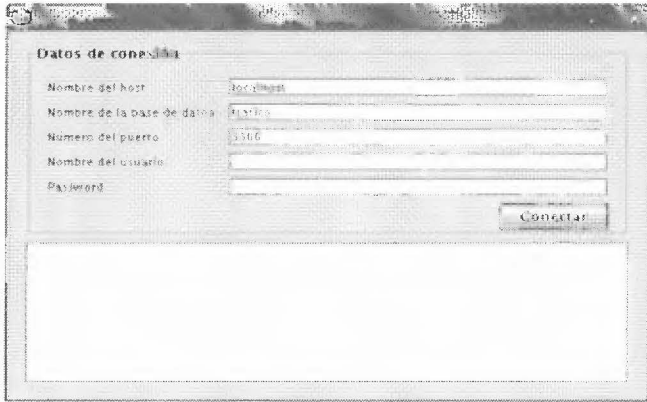 Datos de conexión
Nombre del host localhost
Nombre de la base de datos
Número del puerto 3306
Nombre del usuario
Password
Conectar